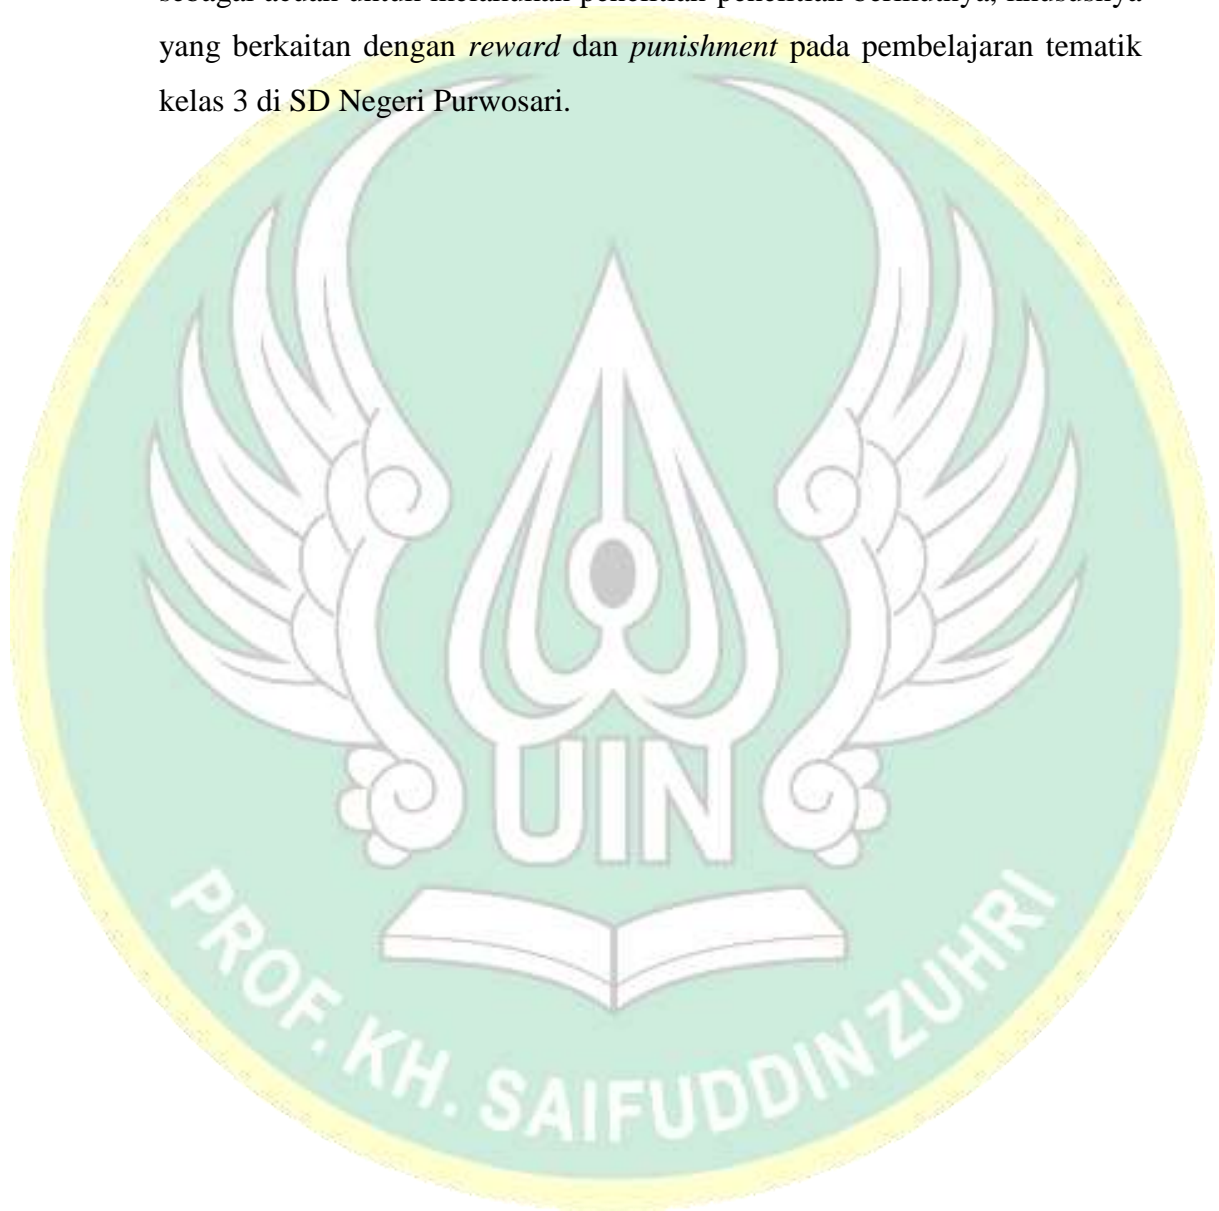 yang berkaitan dengan reward dan punishment pada pembelajaran tematik
kelas 3 di SD Negeri Purwosari.
UIN
PROF. KH. SAIFUDDIN ZUHRI